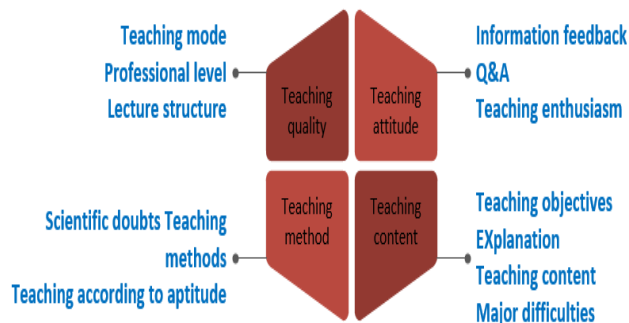 Teaching mode
Professional level
Lecture structure
Teaching
quality
Teaching
attitude
Information feedback
Q&A
Teaching enthusiasm
Scientific doubts Teaching
methods
Teaching according to aptitude
Teaching
method
Teaching
content
Teaching objectives
EXplanation
Teaching content
Major difficulties